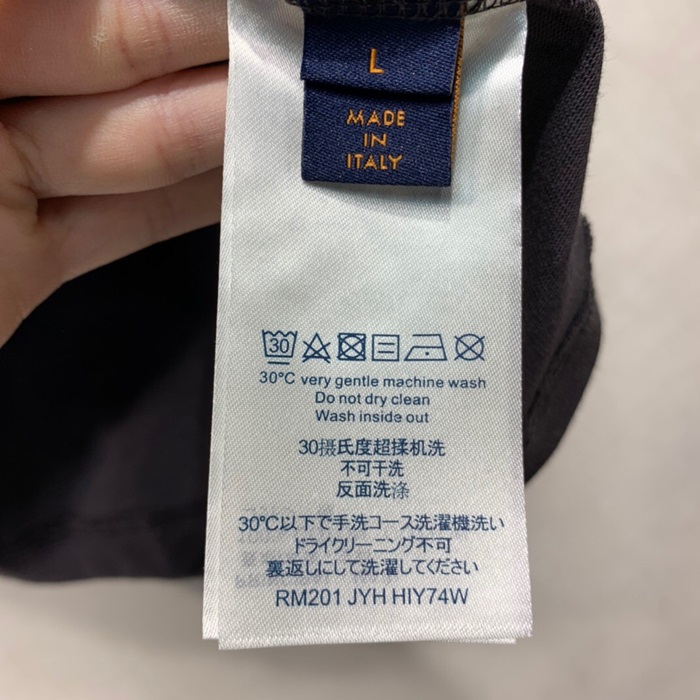 L
MADE
IN
ITALY
30
30°C very gentle machine wash
Do not dry clean
Wash inside out
30摄氏度超揉机洗
不可干洗
反面洗涤
30℃以下で手洗コース洗濯機洗い
ドライクリーニング不可
裏返しにして洗濯してください
RM201 JYH HIY74W